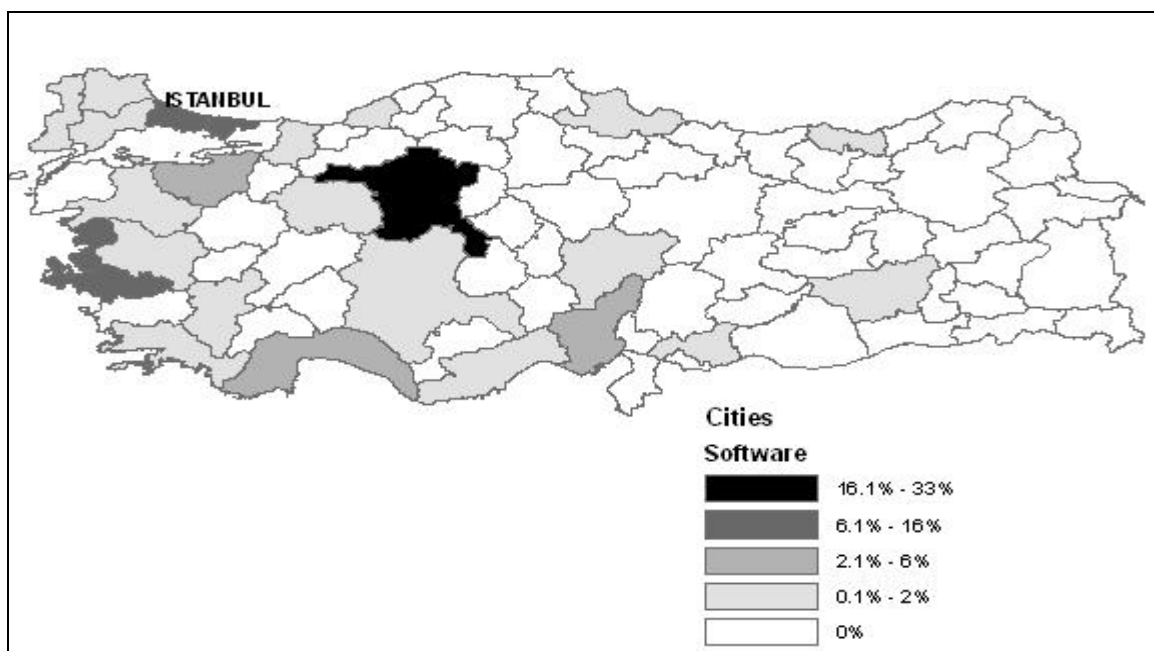 ISTANBUL
Cities
Software
16.1% - 33%
6.1% - 16%
2.1% - 6%
0.1% - 2%
0%